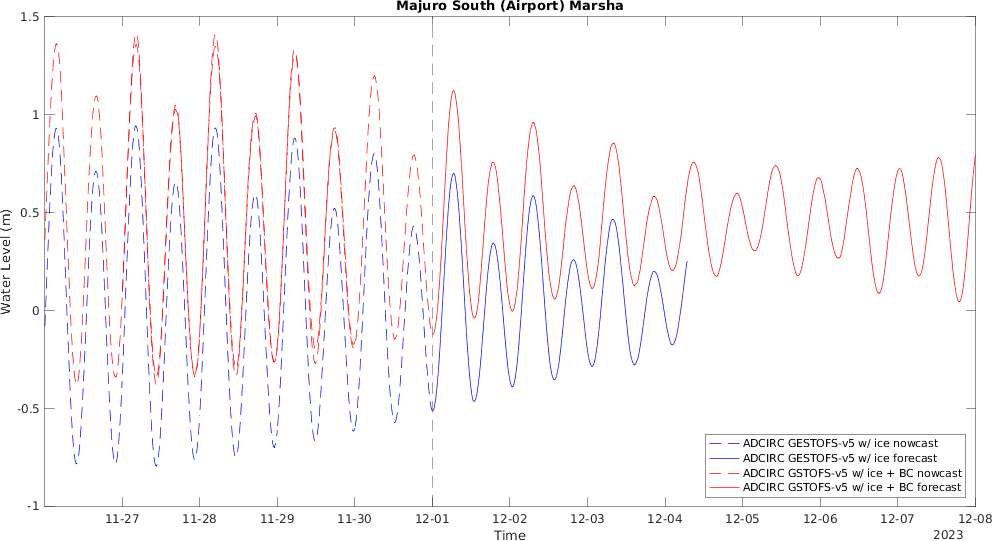 Majuro South (Airport) Marsha
1.5
1
0.5
0
-0.5
-1
Water Level (m)
ADCIRC GESTOFS-v5 w/ ice nowcast
ADCIRC GESTOFS-v5 w/ ice forecast
ADCIRC GSTOFS-v5 w/ ice + BC nowcast
ADCIRC GSTOFS-v5 w/ ice + BC forecast
11-27 11-28 11-29 11-30 12-01 12-02 12-03 12-04 12-05 12-06 12-07 12-08
Time
2023